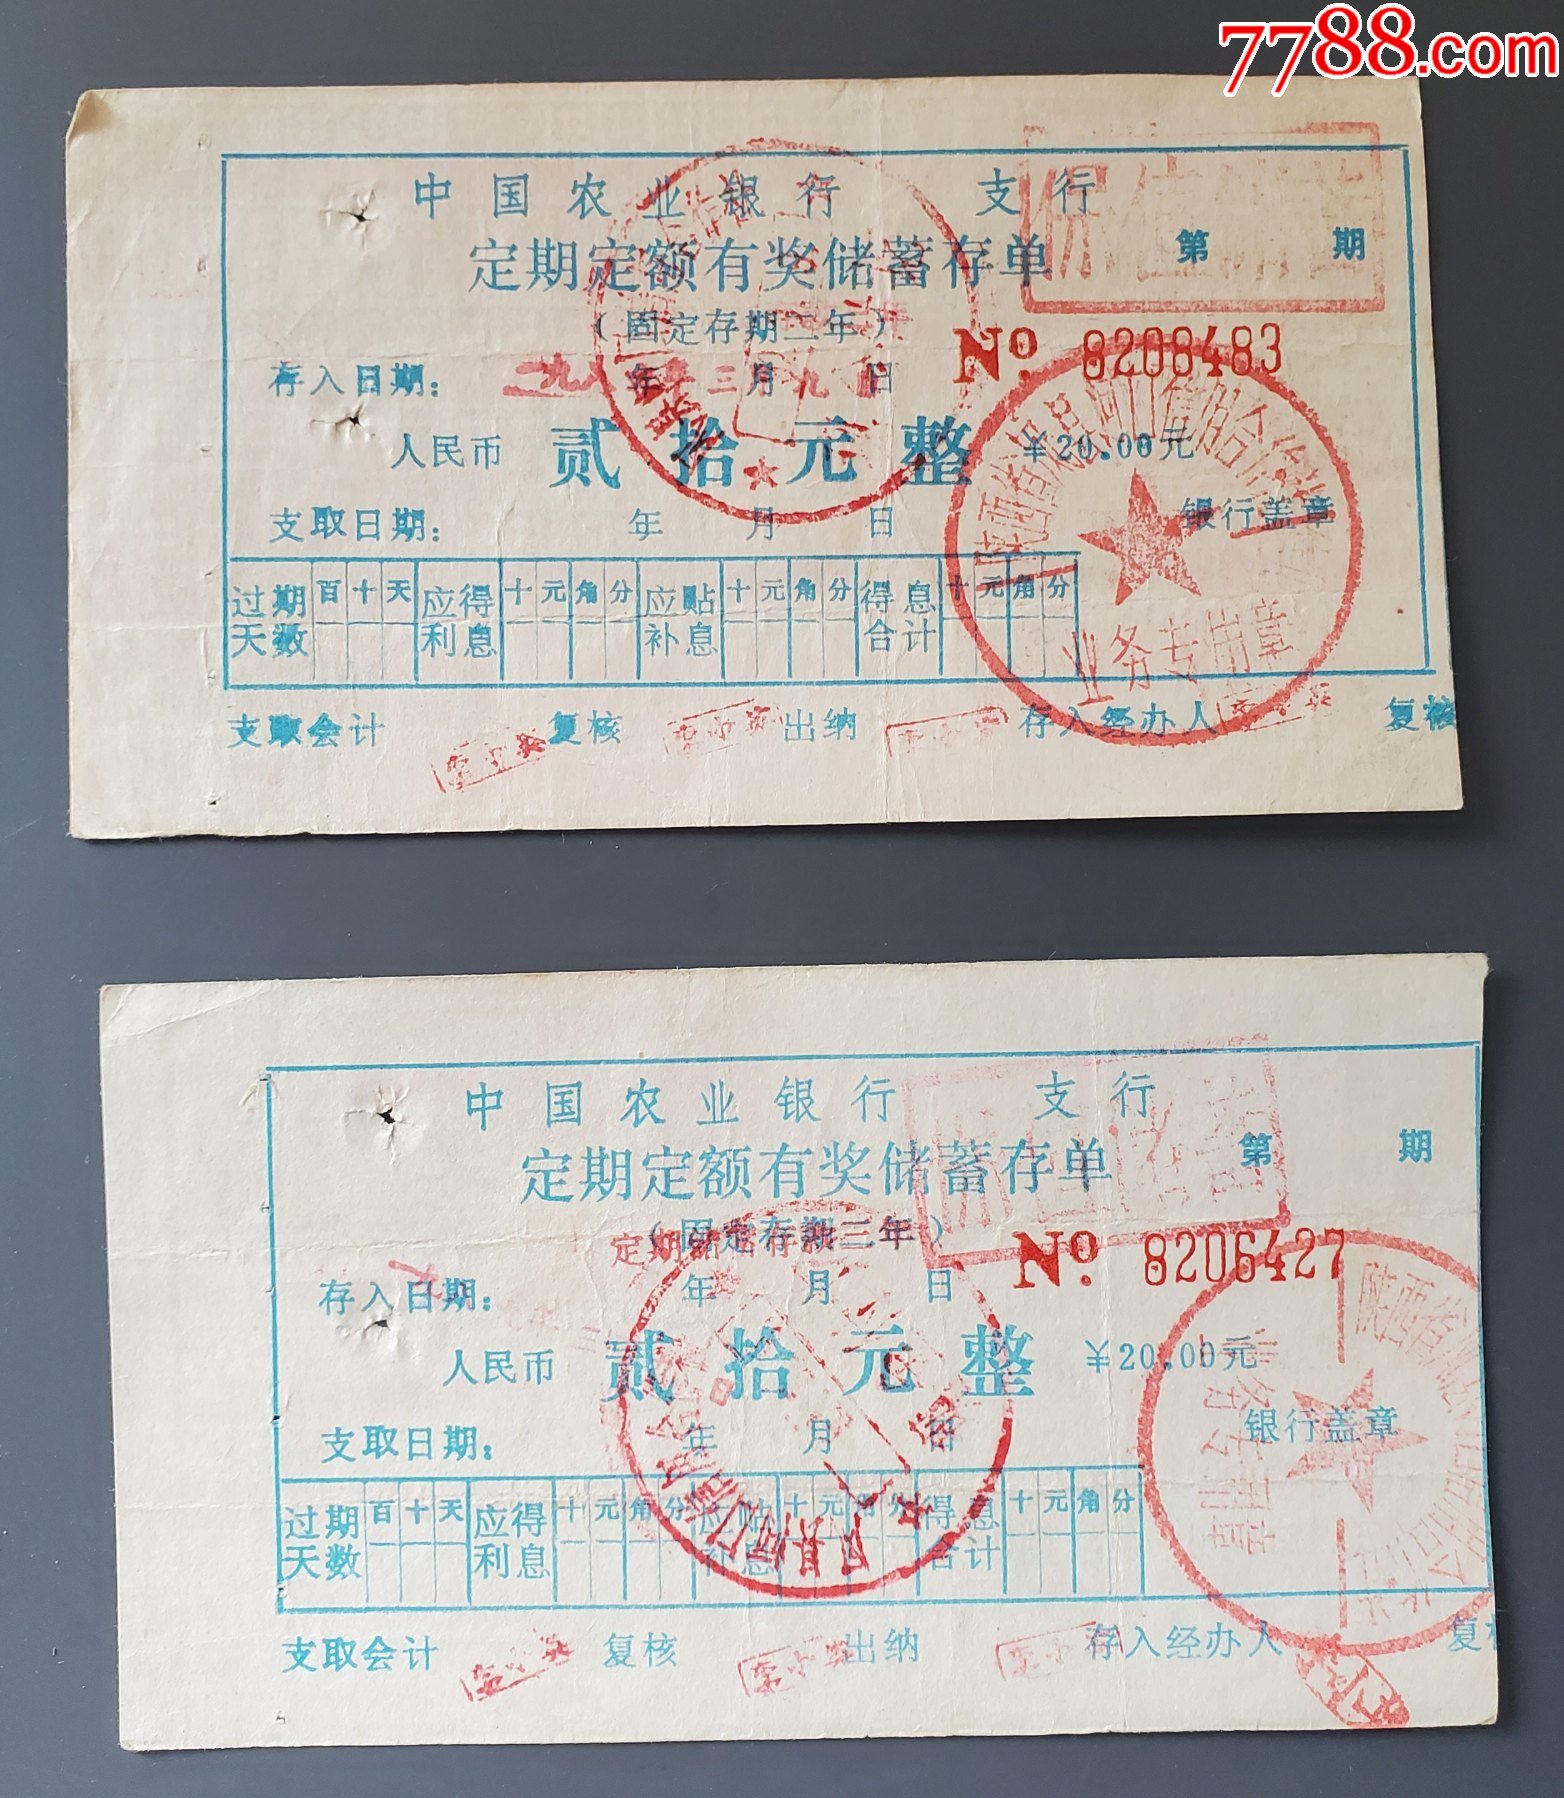 7788.com
中国农业银行 支行
定期定额有奖储蓄存单 第 期
保值储蓄
(固定存期二年)
No 8208483
存入日期： 年三月九日
人民币 贰拾元整 ¥20.00元
支取日期： 年 月 日 银行盖章
过期天数 百 十 天 应得利息 十 元 角 分 应贴补息 十 元 角 分 得息合计 十 元 角 分
业务专用章
支取会计 复核 出纳 存入经办人 复核
中国农业银行 支行
定期定额有奖储蓄存单 第 期
(固定存期三年)
No 8206427
存入日期： 年 月 日
人民币 贰拾元整 ¥20.00元
支取日期： 年 月 日 银行盖章
过期天数 百 十 天 应得利息 十 元 角 分 应贴补息 十 元 角 分 得息合计 十 元 角 分
支取会计 复核 出纳 存入经办人 复